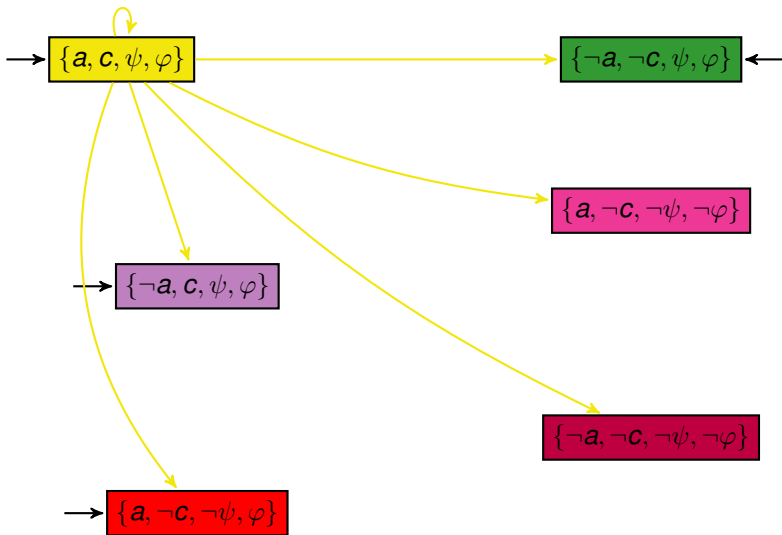 {a, c, ψ, φ}
{¬a, ¬c, ψ, φ}
{a, ¬c, ¬ψ, ¬φ}
{¬a, c, ψ, φ}
{¬a, ¬c, ¬ψ, ¬φ}
{a, ¬c, ¬ψ, φ}